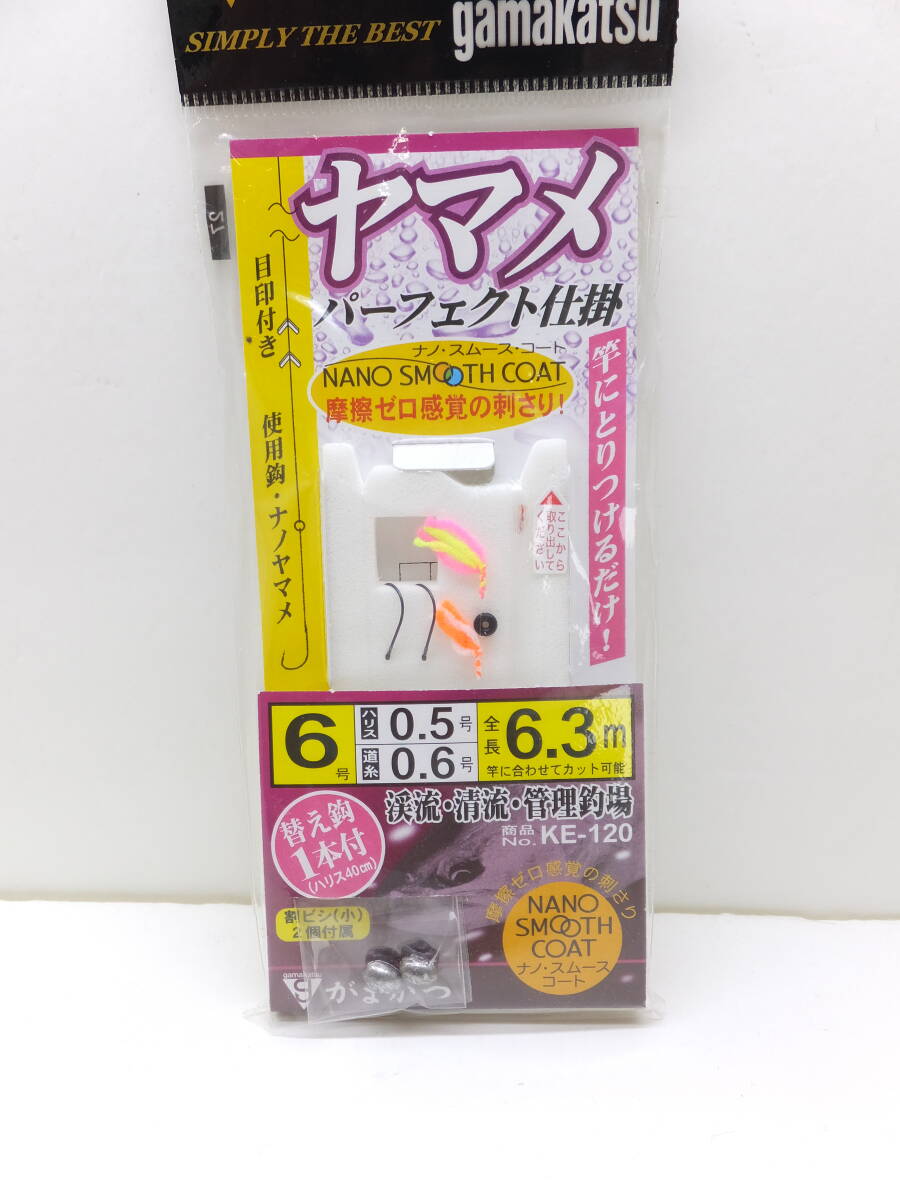 SIMPLY THE BEST
gamakatsu
ヤマメ
パーフェクト仕掛
ナノ・スムース・コート
NANO SMOOTH COAT
摩擦ゼロ感覚の刺さり!
目印付き
使用鈎・ナノヤマメ
竿にとりつけるだけ!
ここから
取り出して
ください
6号
ハリス 0.5号
道糸 0.6号
全長 6.3m
竿に合わせてカット可能
渓流・清流・管理釣場
商品No. KE-120
替え鈎
1本付
(ハリス40cm)
割ビシ(小)
2個付属
摩擦ゼロ感覚の刺さり
NANO
SMOOTH
COAT
ナノ・スムース
コート
gamakatsu
がまかつ